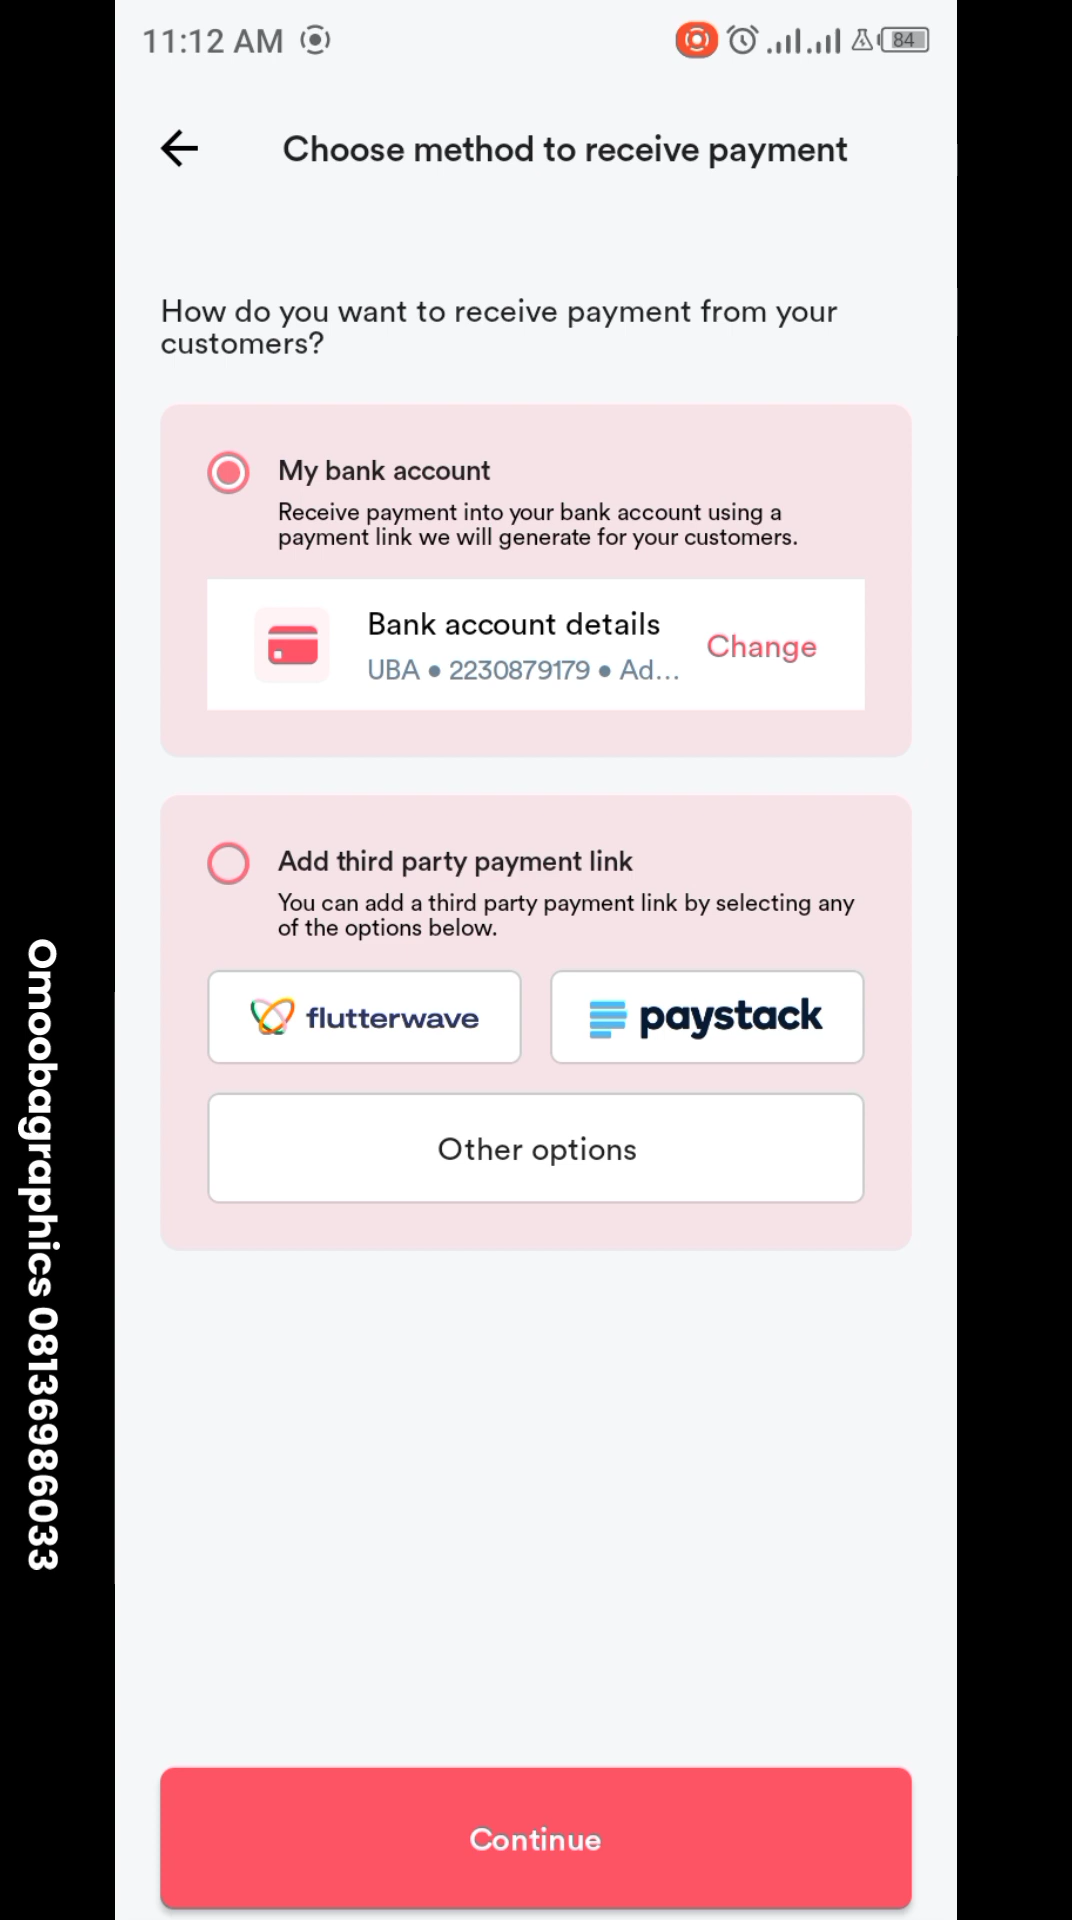 11:12 AM
84
Choose method to receive payment
How do you want to receive payment from your
customers?
My bank account
Receive payment into your bank account using a
payment link we will generate for your customers.
Bank account details
UBA • 2230879179 • Ad...
Change
Add third party payment link
You can add a third party payment link by selecting any
of the options below.
flutterwave
paystack
Other options
Continue
Omoobagraphics 08136986033